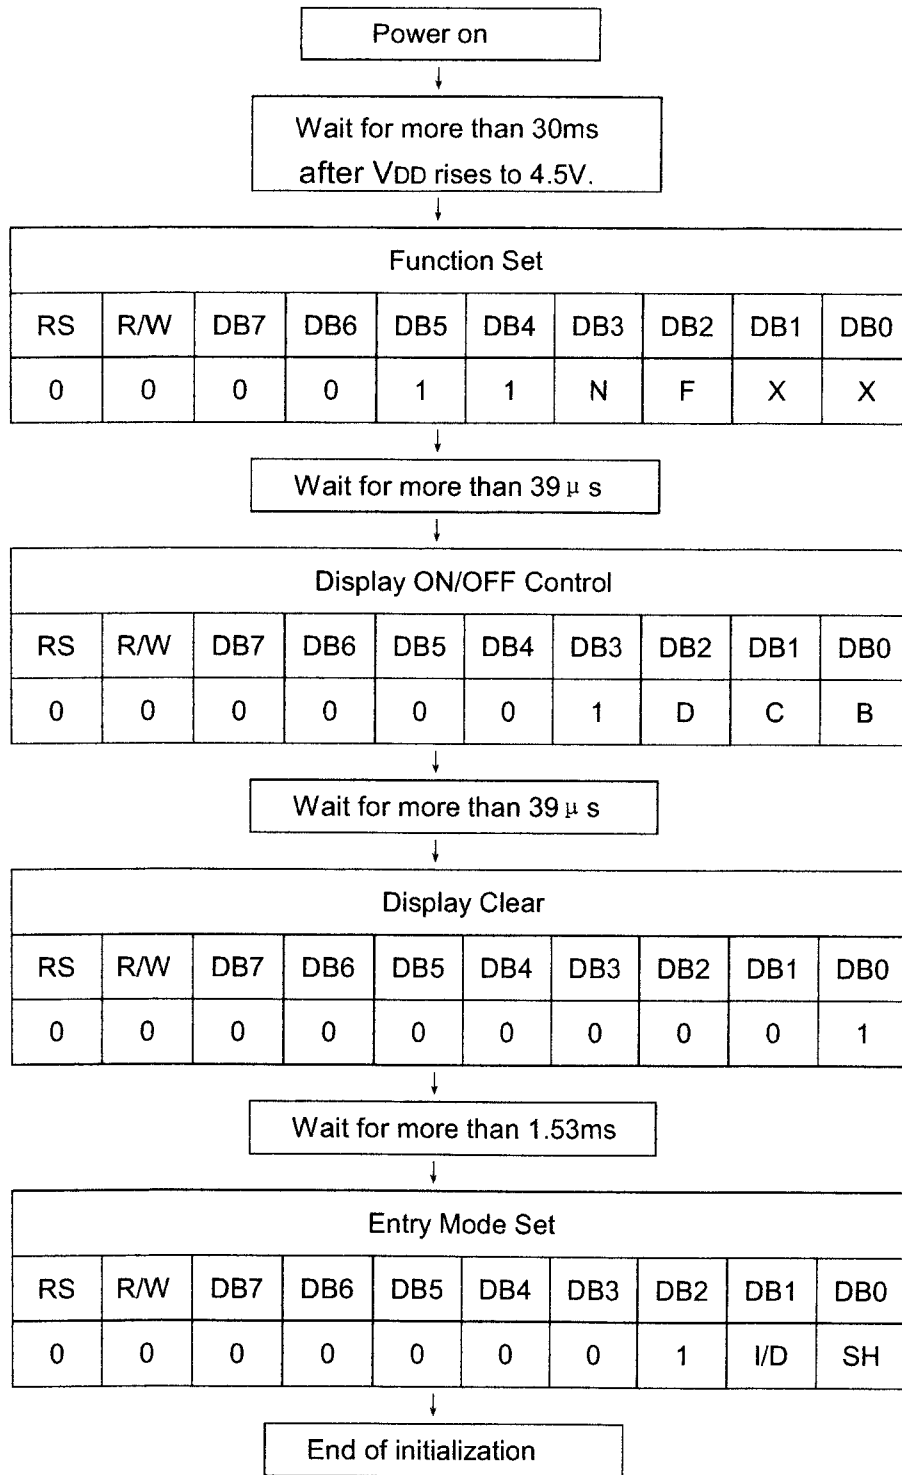 Power on
Wait for more than 30ms
after VDD rises to 4.5V.
Function Set
RS R/W DB7 DB6 DB5 DB4 DB3 DB2 DB1 DB0
0 0 0 0 1 1 N F X X
Wait for more than 39 μ s
Display ON/OFF Control
RS R/W DB7 DB6 DB5 DB4 DB3 DB2 DB1 DB0
0 0 0 0 0 0 1 D C B
Wait for more than 39 μ s
Display Clear
RS R/W DB7 DB6 DB5 DB4 DB3 DB2 DB1 DB0
0 0 0 0 0 0 0 0 0 1
Wait for more than 1.53ms
Entry Mode Set
RS R/W DB7 DB6 DB5 DB4 DB3 DB2 DB1 DB0
0 0 0 0 0 0 0 1 I/D SH
End of initialization